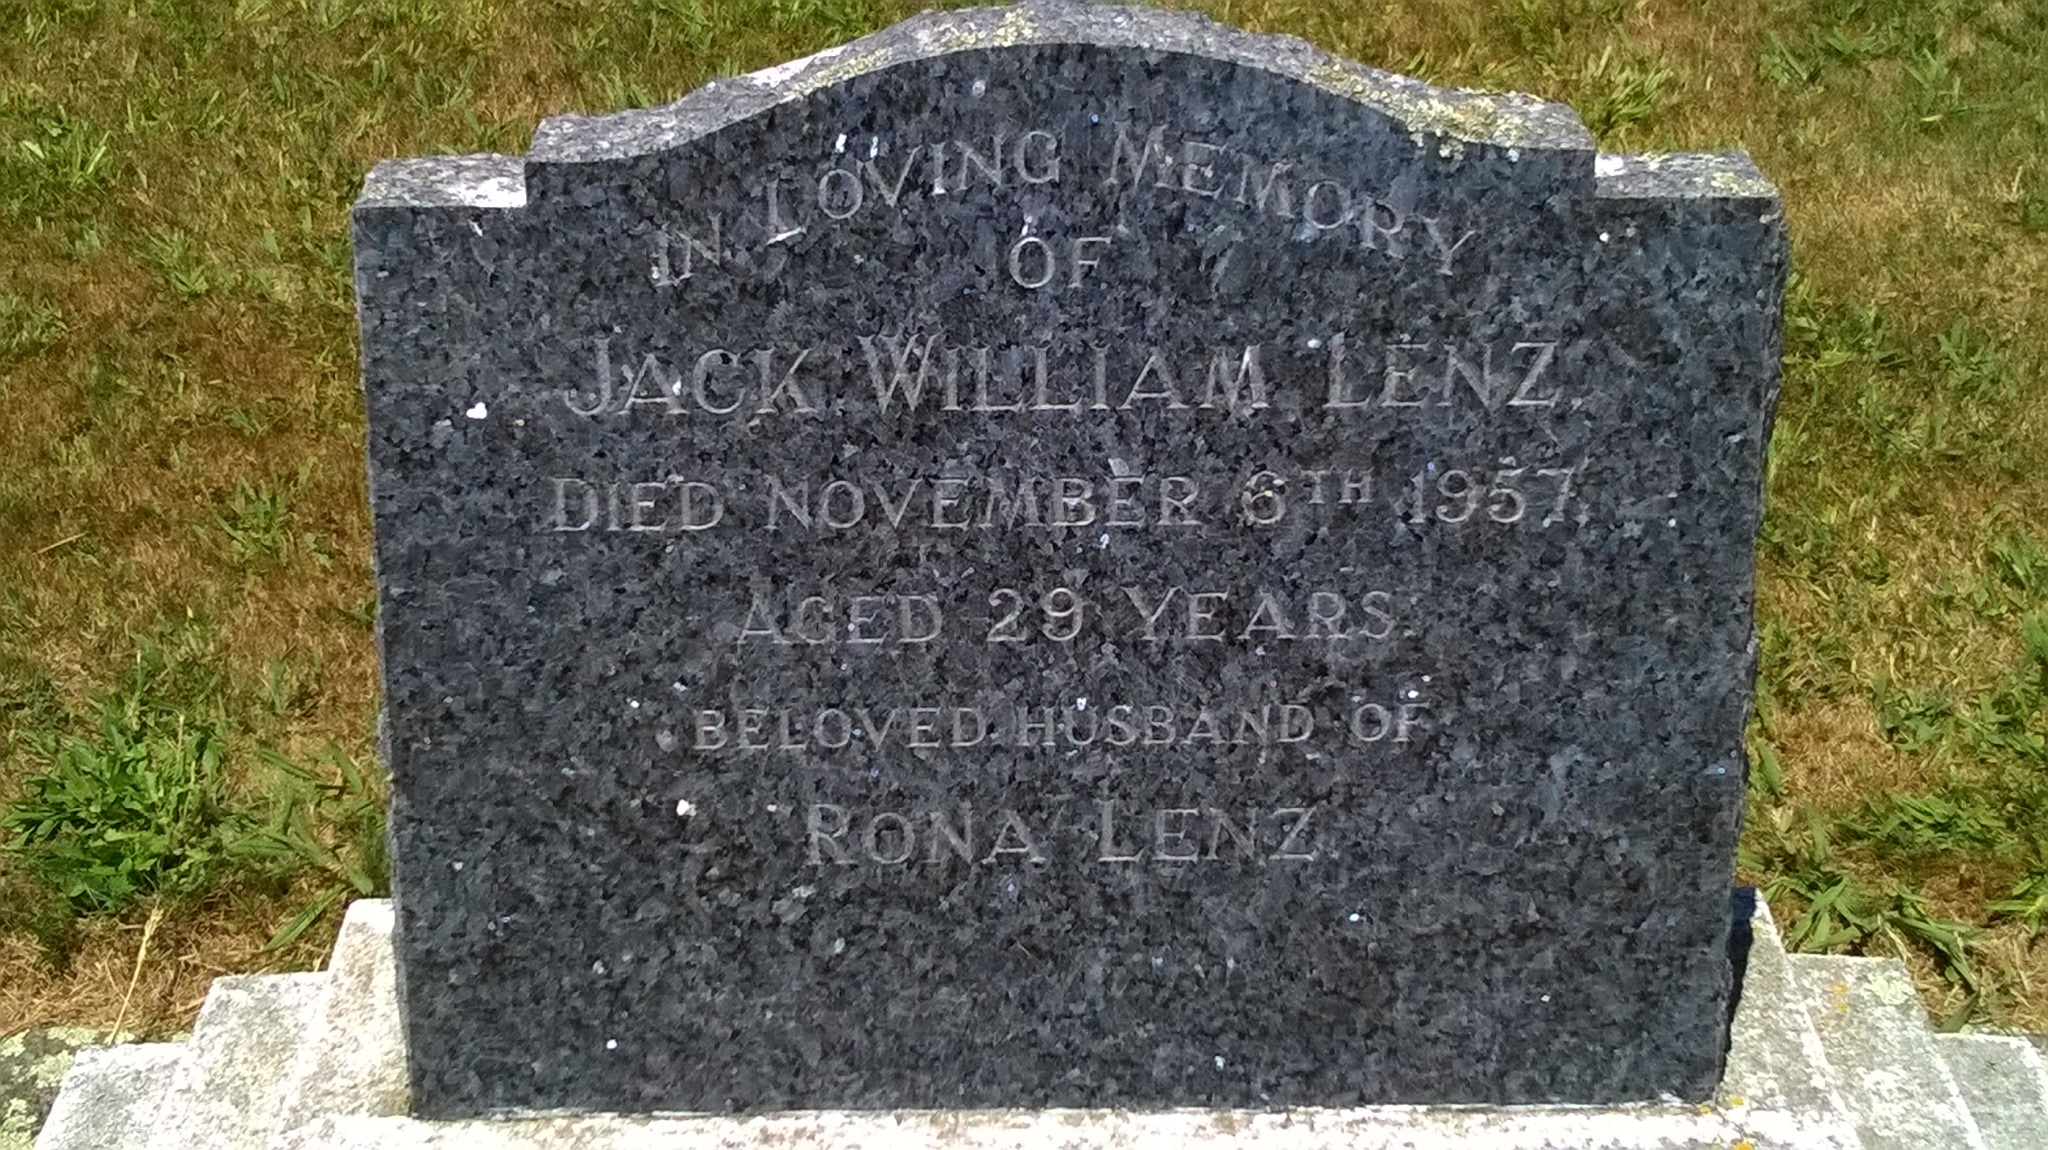 IN LOVING MEMORY
OF
JACK WILLIAM LENZ,
DIED NOVEMBER 6TH 1957,
AGED 29 YEARS.
BELOVED HUSBAND OF
RONA LENZ